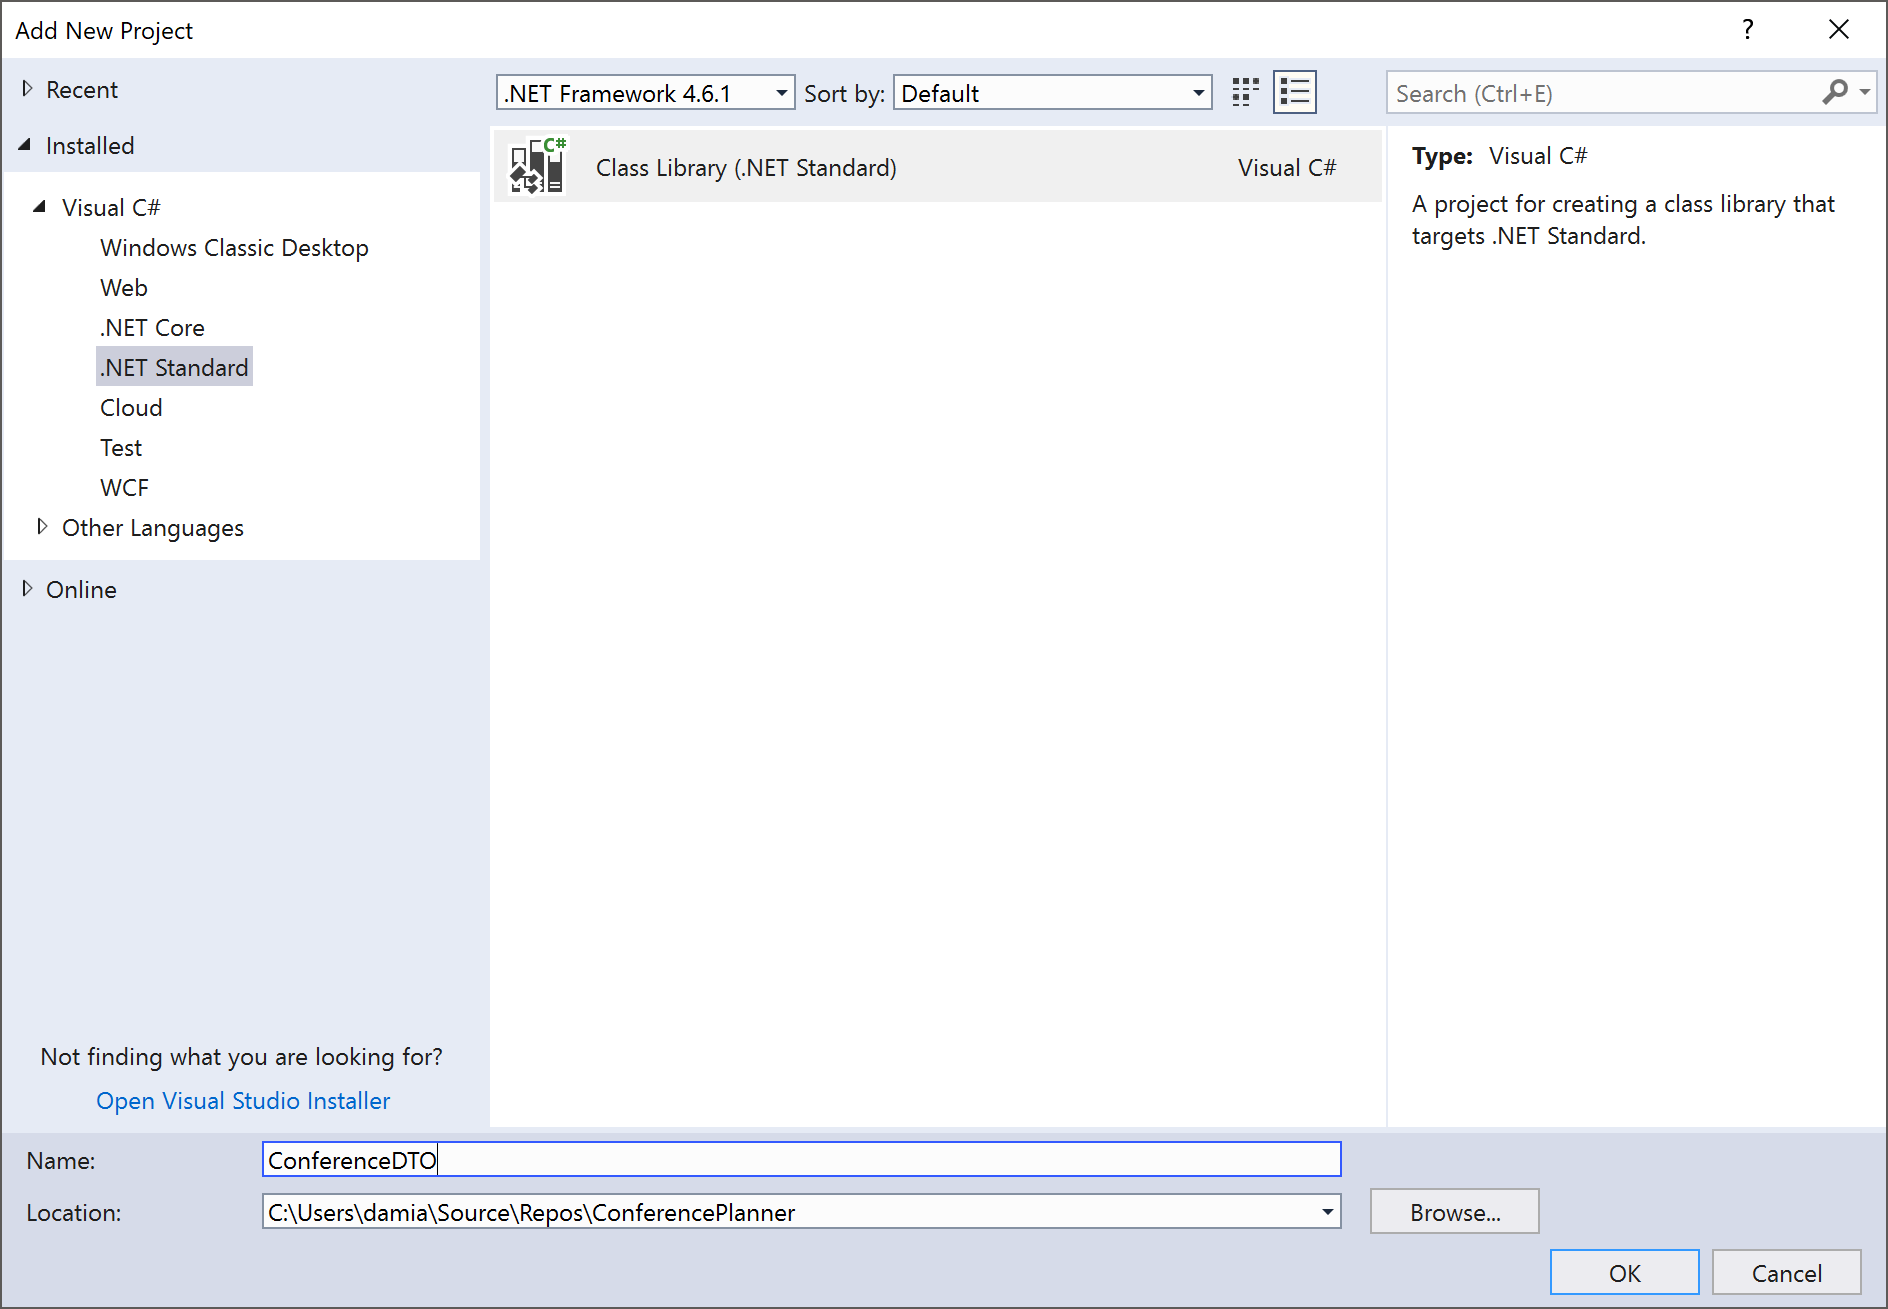 Add New Project
?
Recent
.NET Framework 4.6.1 Sort by: Default
Search (Ctrl+E)
Installed
Visual C#
Windows Classic Desktop
Web
.NET Core
.NET Standard
Cloud
Test
WCF
Other Languages
Online
Not finding what you are looking for?
Open Visual Studio Installer
C#
Class Library (.NET Standard) Visual C#
Type: Visual C#
A project for creating a class library that
targets .NET Standard.
Name: ConferenceDTO
Location: C:\Users\damia\Source\Repos\ConferencePlanner
Browse...
OK Cancel